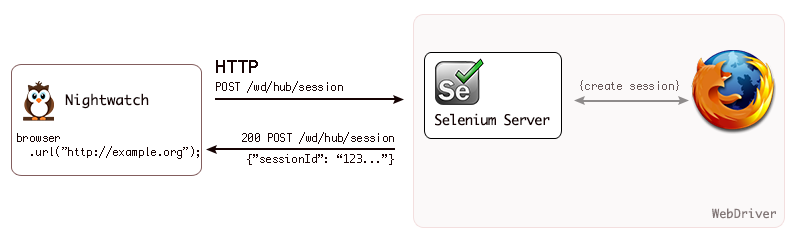 Nightwatch
browser
.url("http://example.org");
HTTP
POST /wd/hub/session
200 POST /wd/hub/session
{"sessionId": "123..."}
Se
Selenium Server
{create session}
WebDriver